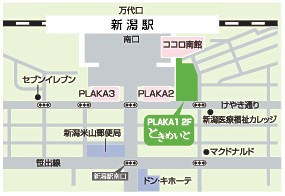 万代口
新潟駅
南口
ココロ南館
セブンイレブン
PLAKA3
PLAKA2
PLAKA1 2F
ときめいと
けやき通り
新潟医療福祉カレッジ
新潟米山郵便局
マクドナルド
笹出線
新潟駅南口
ドン・キホーテ